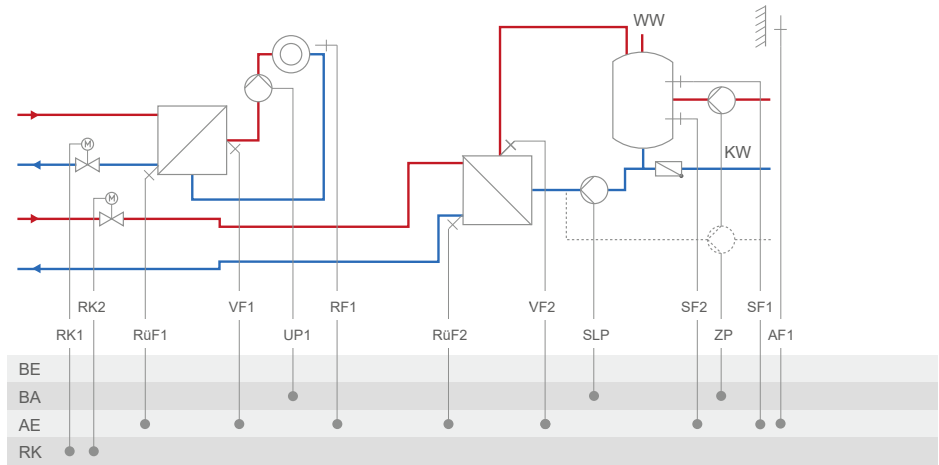 WW
M
KW
M
RK2 VF1 RF1 VF2 SF2 SF1
RK1 RüF1 UP1 RüF2 SLP ZP AF1
BE
BA
AE
RK